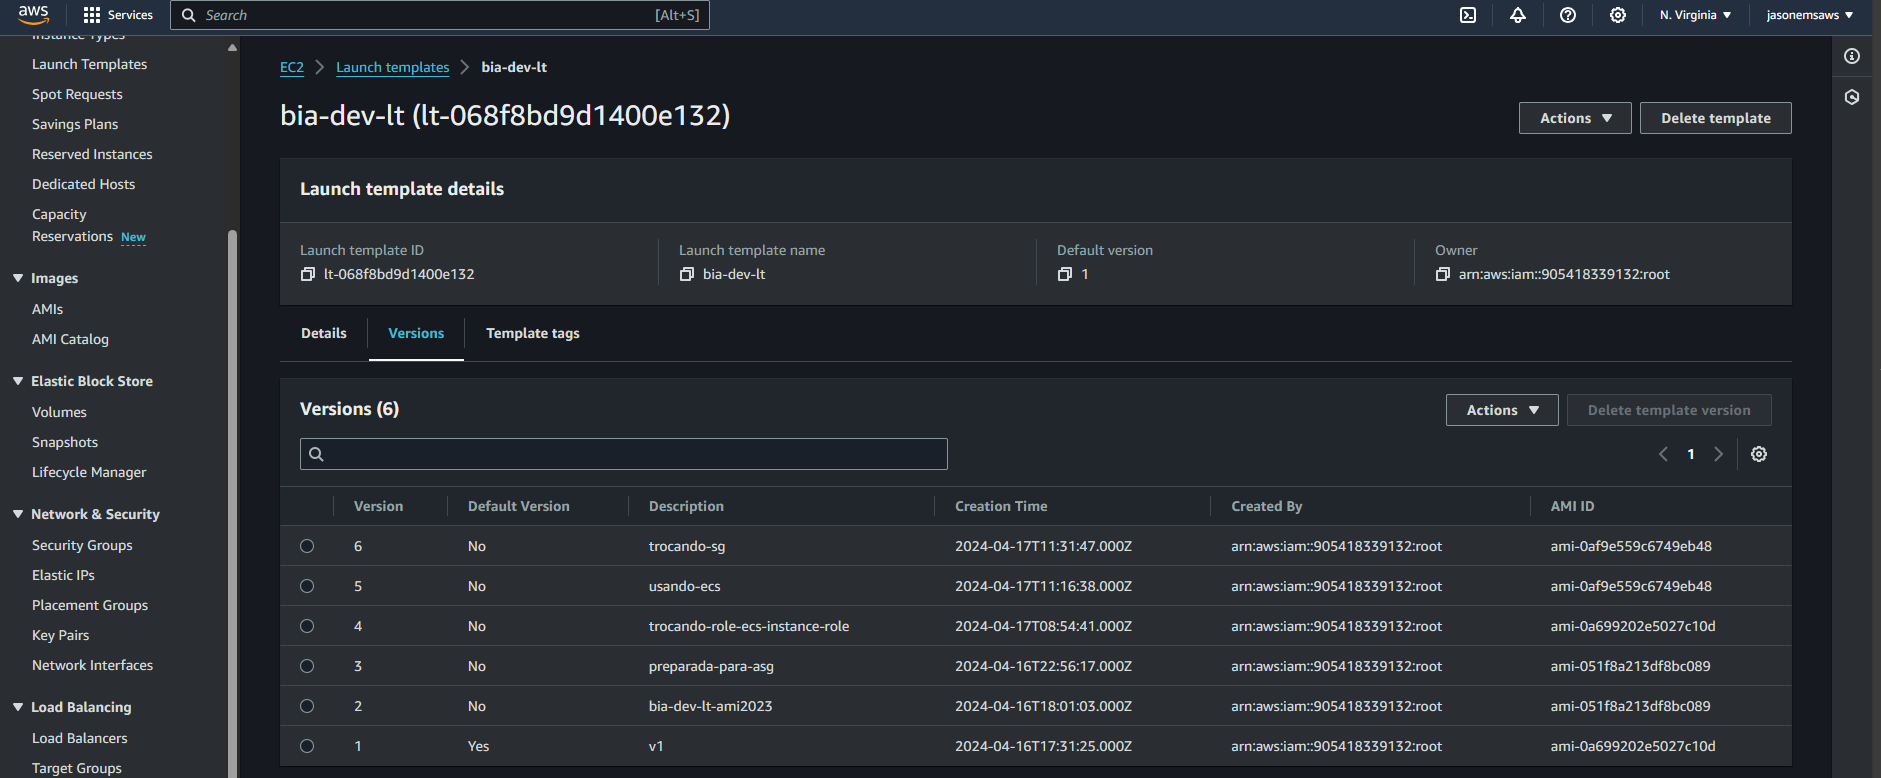 aws Services Search [Alt+S] N. Virginia jasonemsaws
Instance Types
Launch Templates
Spot Requests
Savings Plans
Reserved Instances
Dedicated Hosts
Capacity
Reservations New
Images
AMIs
AMI Catalog
Elastic Block Store
Volumes
Snapshots
Lifecycle Manager
Network & Security
Security Groups
Elastic IPs
Placement Groups
Key Pairs
Network Interfaces
Load Balancing
Load Balancers
Target Groups
EC2 Launch templates bia-dev-lt
bia-dev-lt (lt-068f8bd9d1400e132)
Actions Delete template
Launch template details
Launch template ID Launch template name Default version Owner
lt-068f8bd9d1400e132 bia-dev-lt 1 arn:aws:iam::905418339132:root
Details Versions Template tags
Versions (6) Actions Delete template version
1
Version Default Version Description Creation Time Created By AMI ID
6 No trocando-sg 2024-04-17T11:31:47.000Z arn:aws:iam::905418339132:root ami-0af9e559c6749eb48
5 No usando-ecs 2024-04-17T11:16:38.000Z arn:aws:iam::905418339132:root ami-0af9e559c6749eb48
4 No trocando-role-ecs-instance-role 2024-04-17T08:54:41.000Z arn:aws:iam::905418339132:root ami-0a699202e5027c10d
3 No preparada-para-asg 2024-04-16T22:56:17.000Z arn:aws:iam::905418339132:root ami-051f8a213df8bc089
2 No bia-dev-lt-ami2023 2024-04-16T18:01:03.000Z arn:aws:iam::905418339132:root ami-051f8a213df8bc089
1 Yes v1 2024-04-16T17:31:25.000Z arn:aws:iam::905418339132:root ami-0a699202e5027c10d